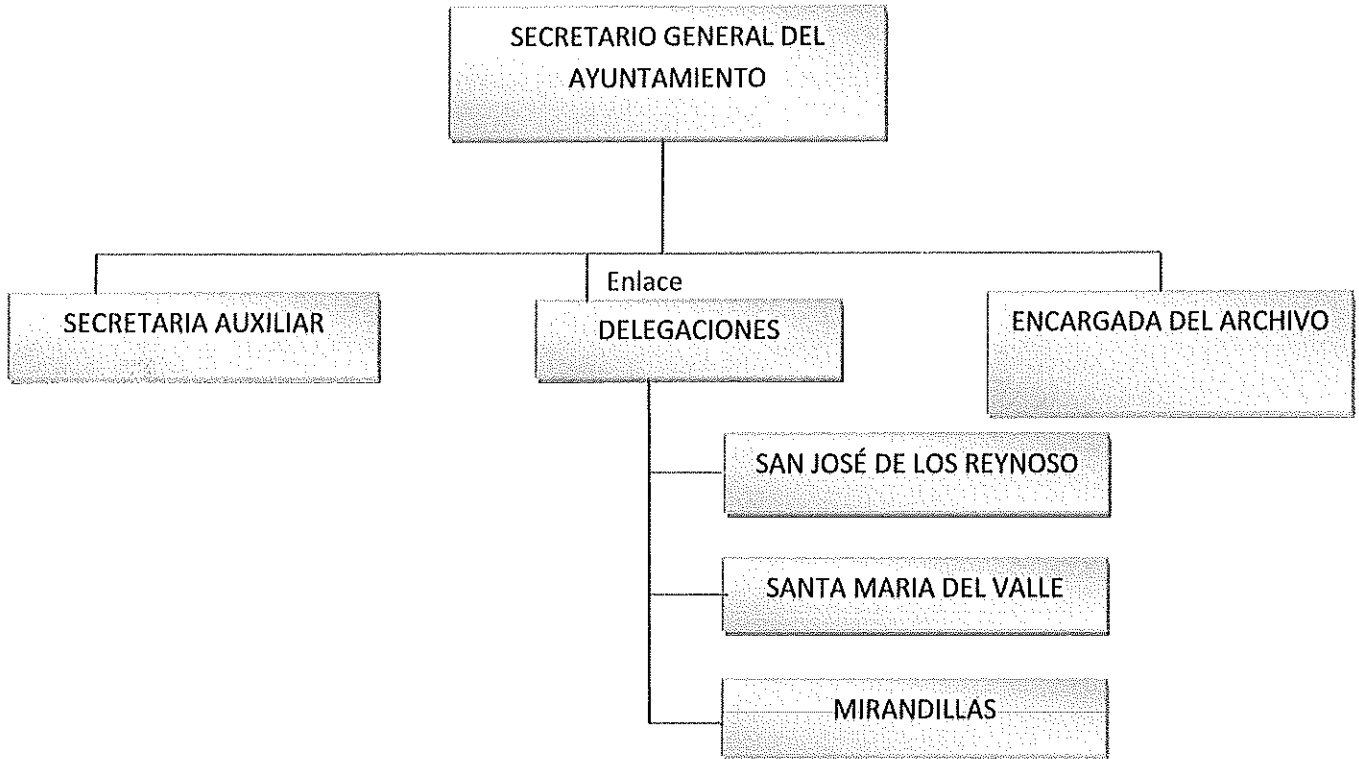 SECRETARIO GENERAL DEL
AYUNTAMIENTO
Enlace
SECRETARIA AUXILIAR
DELEGACIONES
ENCARGADA DEL ARCHIVO
SAN JOSÉ DE LOS REYNOSO
SANTA MARIA DEL VALLE
MIRANDILLAS